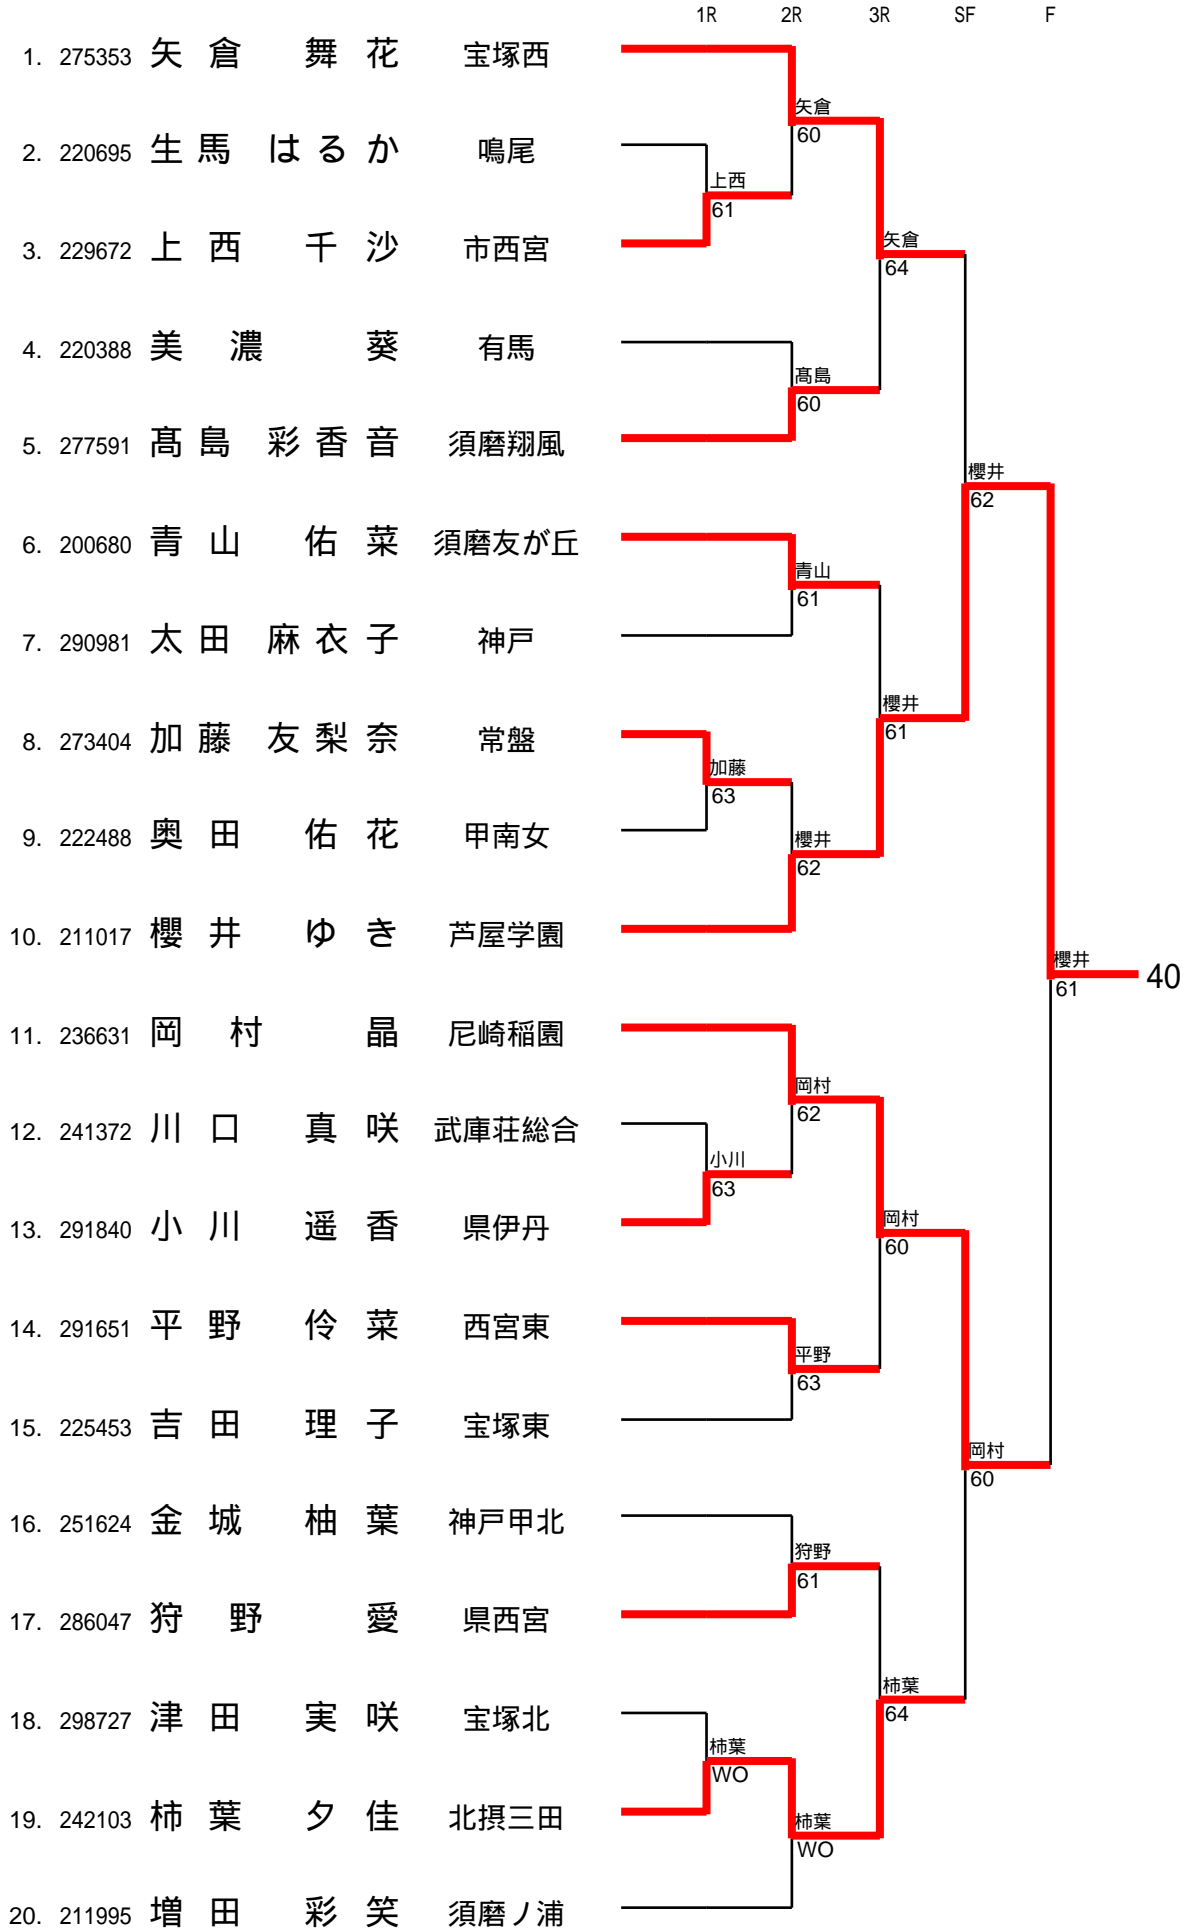 1R 2R 3R SF F
1. 275353 矢倉 舞花 宝塚西
矢倉
60
2. 220695 生馬 はるか 鳴尾
上西
61
3. 229672 上西 千沙 市西宮
矢倉
64
4. 220388 美濃 葵 有馬
髙島
60
5. 277591 髙島 彩香音 須磨翔風
櫻井
62
6. 200680 青山 佑菜 須磨友が丘
青山
61
7. 290981 太田 麻衣子 神戸
櫻井
61
8. 273404 加藤 友梨奈 常盤
加藤
63
9. 222488 奥田 佑花 甲南女
櫻井
62
10. 211017 櫻井 ゆき 芦屋学園
櫻井
61
40
11. 236631 岡村 晶 尼崎稲園
岡村
62
12. 241372 川口 真咲 武庫荘総合
小川
63
13. 291840 小川 遥香 県伊丹
岡村
60
14. 291651 平野 伶菜 西宮東
平野
63
15. 225453 吉田 理子 宝塚東
岡村
60
16. 251624 金城 柚葉 神戸甲北
狩野
61
17. 286047 狩野 愛 県西宮
柿葉
64
18. 298727 津田 実咲 宝塚北
柿葉
WO
19. 242103 柿葉 夕佳 北摂三田
柿葉
WO
20. 211995 増田 彩笑 須磨ノ浦